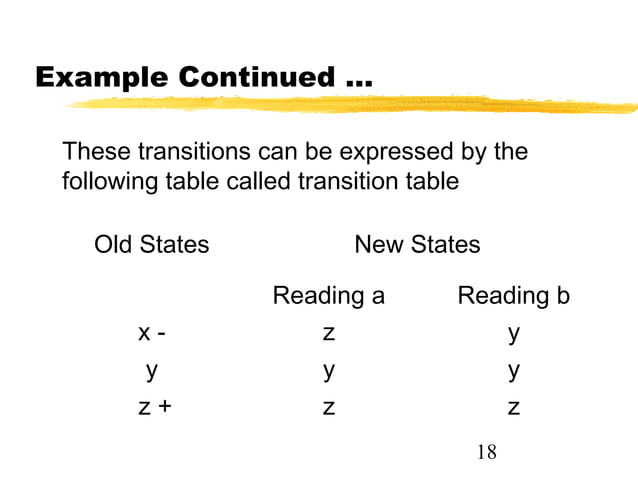 Example Continued …
These transitions can be expressed by the
following table called transition table
Old States New States
Reading a Reading b
x - z y
y y y
z + z z
18